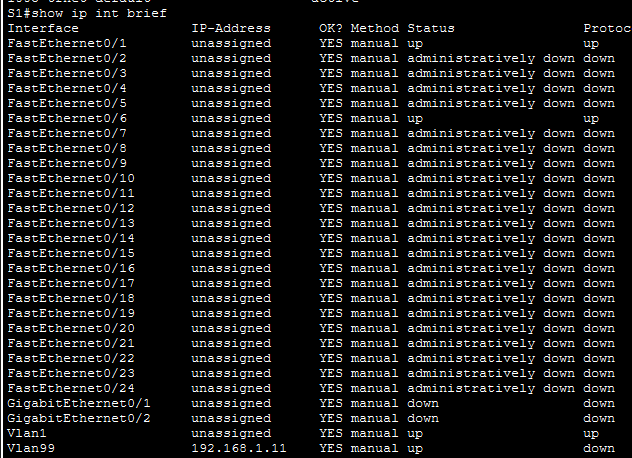 S1#show ip int brief
Interface IP-Address OK? Method Status Protoc
FastEthernet0/1 unassigned YES manual up up
FastEthernet0/2 unassigned YES manual administratively down down
FastEthernet0/3 unassigned YES manual administratively down down
FastEthernet0/4 unassigned YES manual administratively down down
FastEthernet0/5 unassigned YES manual administratively down down
FastEthernet0/6 unassigned YES manual up up
FastEthernet0/7 unassigned YES manual administratively down down
FastEthernet0/8 unassigned YES manual administratively down down
FastEthernet0/9 unassigned YES manual administratively down down
FastEthernet0/10 unassigned YES manual administratively down down
FastEthernet0/11 unassigned YES manual administratively down down
FastEthernet0/12 unassigned YES manual administratively down down
FastEthernet0/13 unassigned YES manual administratively down down
FastEthernet0/14 unassigned YES manual administratively down down
FastEthernet0/15 unassigned YES manual administratively down down
FastEthernet0/16 unassigned YES manual administratively down down
FastEthernet0/17 unassigned YES manual administratively down down
FastEthernet0/18 unassigned YES manual administratively down down
FastEthernet0/19 unassigned YES manual administratively down down
FastEthernet0/20 unassigned YES manual administratively down down
FastEthernet0/21 unassigned YES manual administratively down down
FastEthernet0/22 unassigned YES manual administratively down down
FastEthernet0/23 unassigned YES manual administratively down down
FastEthernet0/24 unassigned YES manual administratively down down
GigabitEthernet0/1 unassigned YES manual down down
GigabitEthernet0/2 unassigned YES manual down down
Vlan1 unassigned YES manual up up
Vlan99 192.168.1.11 YES manual up down